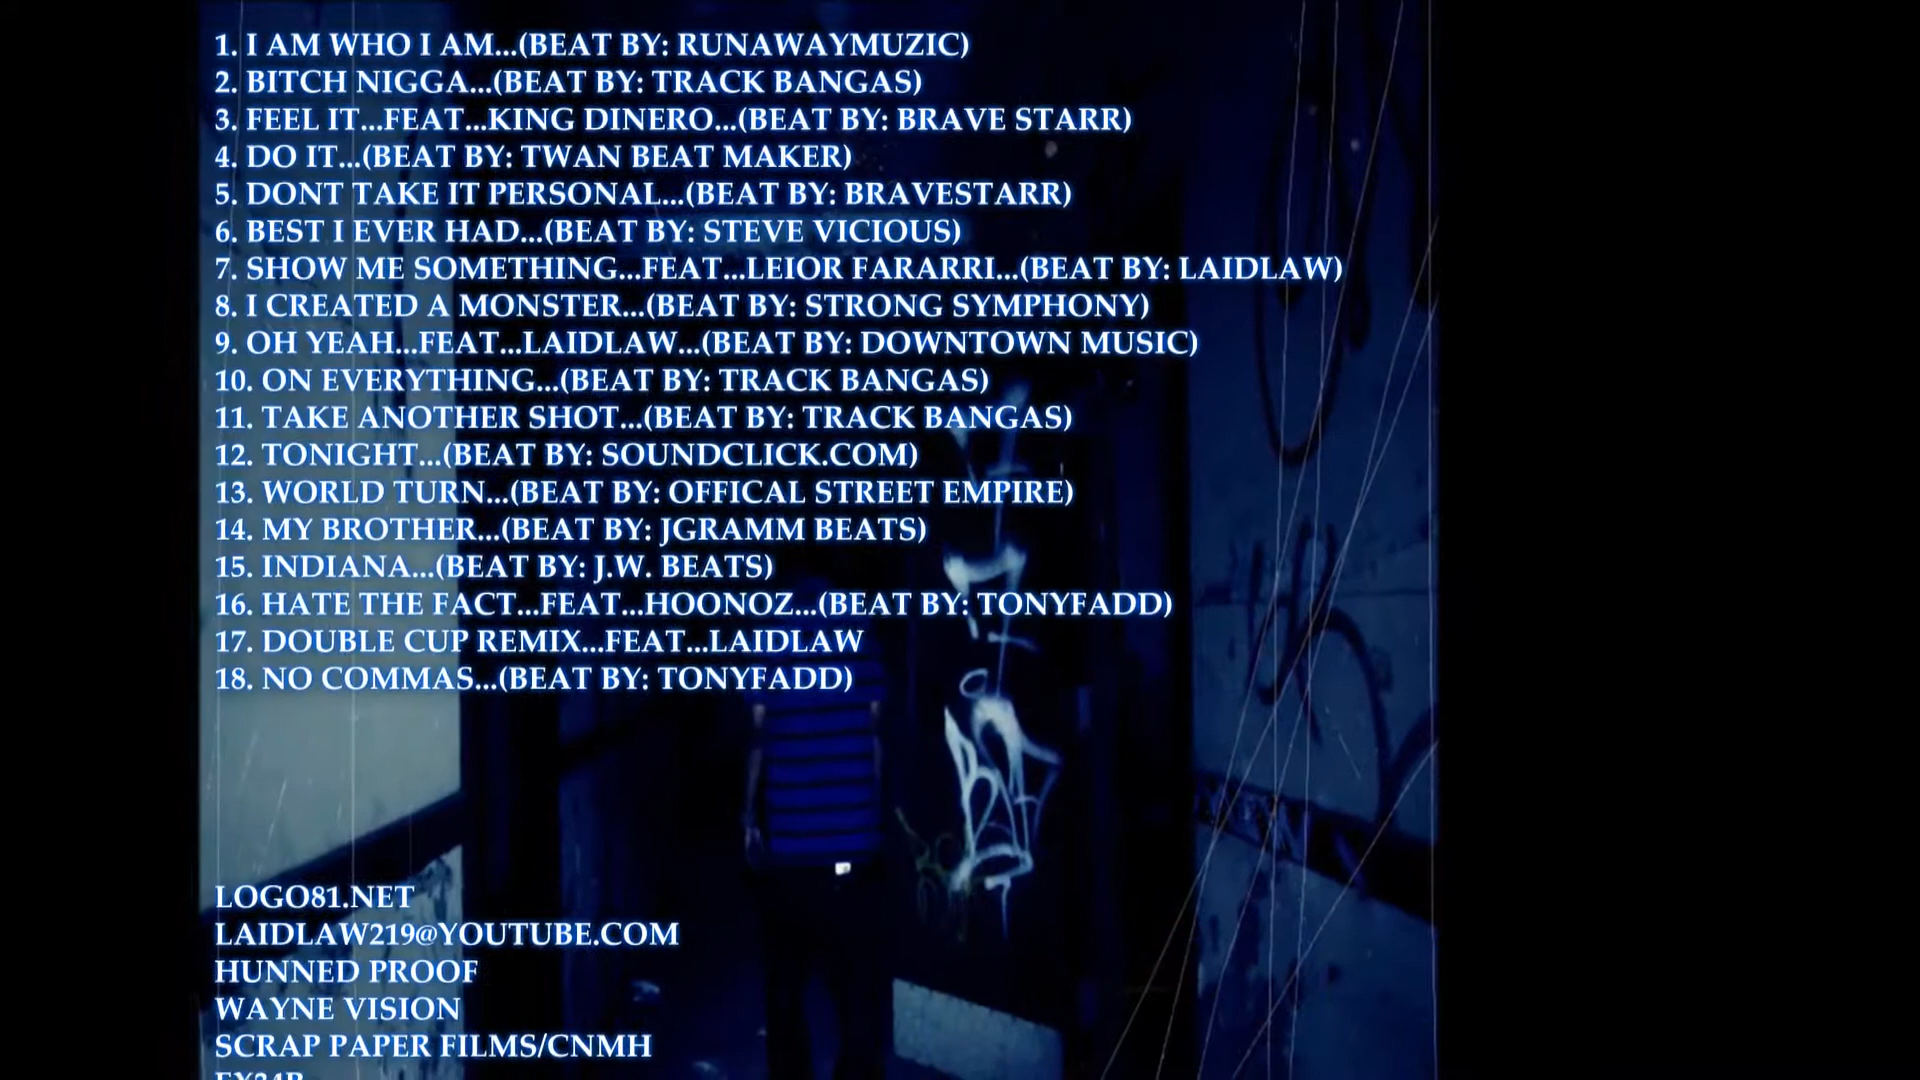 1. I AM WHO I AM...(BEAT BY: RUNAWAYMUZIC)
2. BITCH NIGGA...(BEAT BY: TRACK BANGAS)
3. FEEL IT...FEAT...KING DINERO...(BEAT BY: BRAVE STARR)
4. DO IT...(BEAT BY: TWAN BEAT MAKER)
5. DONT TAKE IT PERSONAL...(BEAT BY: BRAVESTARR)
6. BEST I EVER HAD...(BEAT BY: STEVE VICIOUS)
7. SHOW ME SOMETHING...FEAT...LEIOR FARARRI...(BEAT BY: LAIDLAW)
8. I CREATED A MONSTER...(BEAT BY: STRONG SYMPHONY)
9. OH YEAH...FEAT...LAIDLAW...(BEAT BY: DOWNTOWN MUSIC)
10. ON EVERYTHING...(BEAT BY: TRACK BANGAS)
11. TAKE ANOTHER SHOT...(BEAT BY: TRACK BANGAS)
12. TONIGHT...(BEAT BY: SOUNDCLICK.COM)
13. WORLD TURN...(BEAT BY: OFFICAL STREET EMPIRE)
14. MY BROTHER...(BEAT BY: JGRAMM BEATS)
15. INDIANA...(BEAT BY: J.W. BEATS)
16. HATE THE FACT...FEAT...HOONOZ...(BEAT BY: TONYFADD)
17. DOUBLE CUP REMIX...FEAT...LAIDLAW
18. NO COMMAS...(BEAT BY: TONYFADD)
LOGO81.NET
LAIDLAW219@YOUTUBE.COM
HUNNED PROOF
WAYNE VISION
SCRAP PAPER FILMS/CNMH